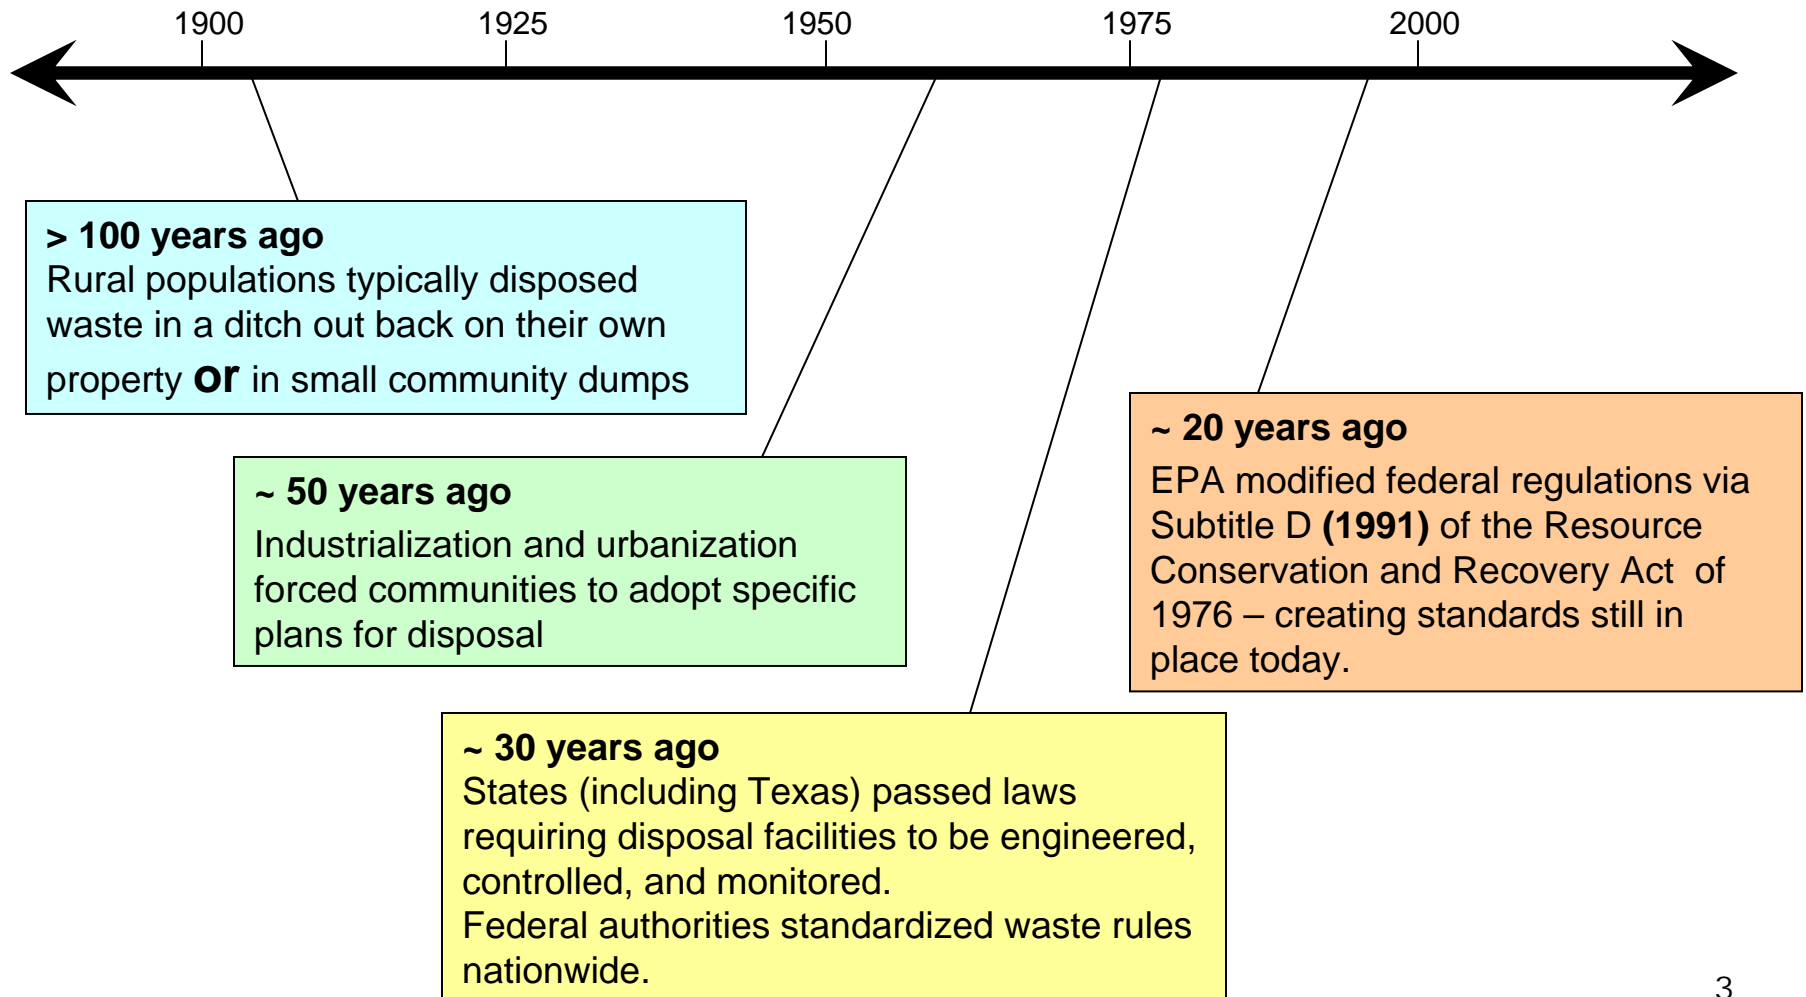 1900 1925 1950 1975 2000
> 100 years ago
Rural populations typically disposed
waste in a ditch out back on their own
property or in small community dumps
~ 50 years ago
Industrialization and urbanization
forced communities to adopt specific
plans for disposal
~ 20 years ago
EPA modified federal regulations via
Subtitle D (1991) of the Resource
Conservation and Recovery Act  of
1976 – creating standards still in
place today.
~ 30 years ago
States (including Texas) passed laws
requiring disposal facilities to be engineered,
controlled, and monitored.
Federal authorities standardized waste rules
nationwide.
3